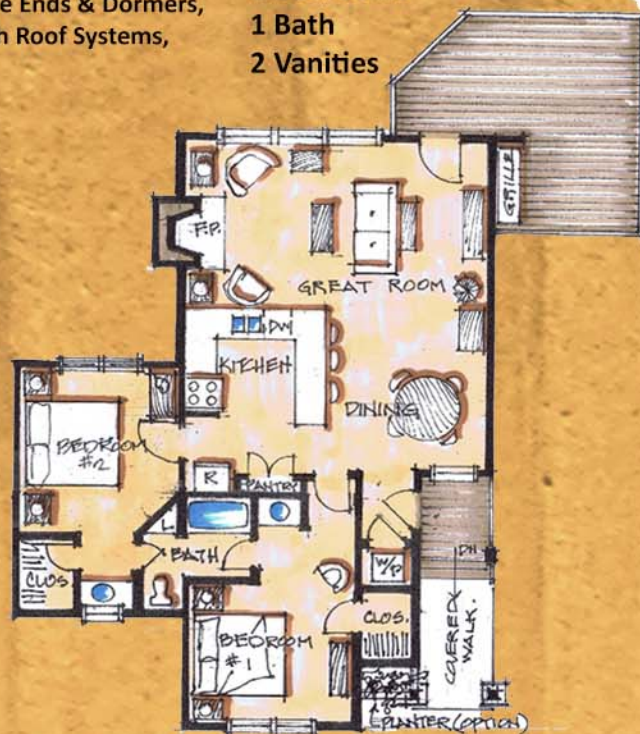 e Ends & Dormers,
h Roof Systems,
1 Bath
2 Vanities
GRILLE
F.P.
GREAT ROOM
DW
KITCHEN
DINING
BEDROOM
#2
R
PANTRY
L
BATH
CLOS.
W/D
DN
CLOS.
BEDROOM
#1
COVERED
WALK.
PLANTER (OPTION)